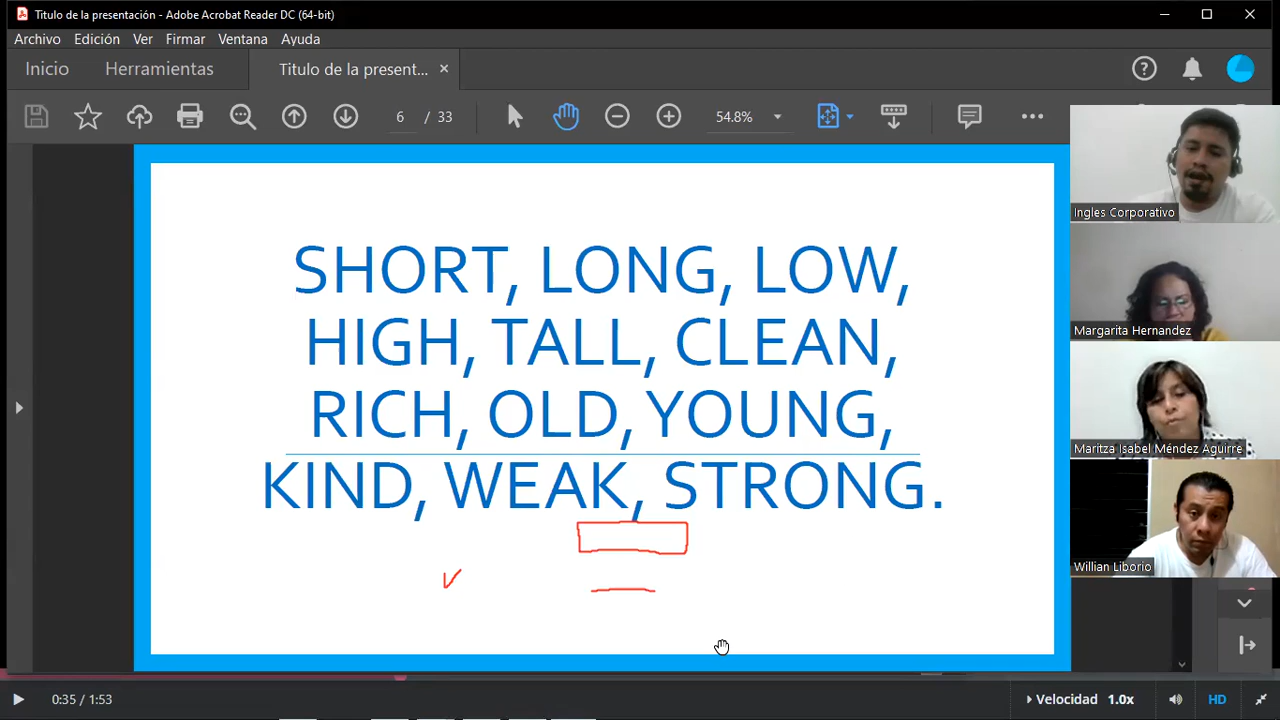 Titulo de la presentación - Adobe Acrobat Reader DC (64-bit)
Archivo Edición Ver Firmar Ventana Ayuda
Inicio Herramientas Titulo de la present... ×
6 / 33 54.8%
SHORT, LONG, LOW,
HIGH, TALL, CLEAN,
RICH, OLD, YOUNG,
KIND, WEAK, STRONG.
Ingles Corporativo
Margarita Hernandez
Maritza Isabel Méndez Aguirre
Willian Liborio
0:35 / 1:53 Velocidad 1.0x HD